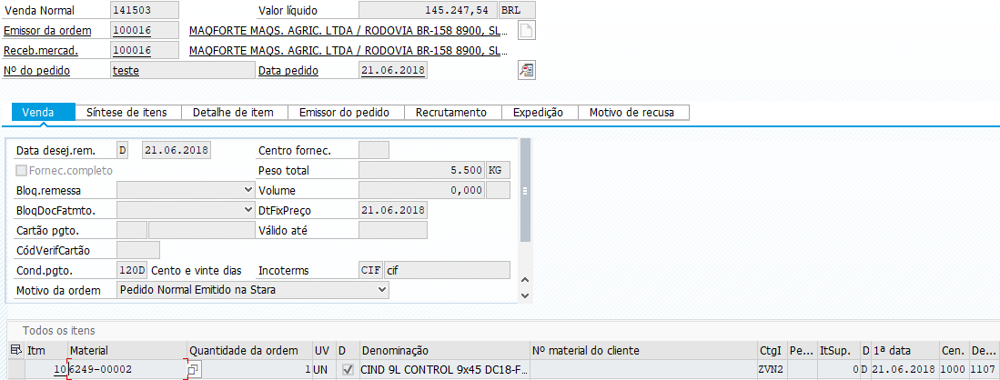 Venda Normal 141503 Valor líquido 145.247,54 BRL
Emissor da ordem 100016 MAQFORTE MAQS. AGRIC. LTDA / RODOVIA BR-158 8900, SL...
Receb.mercad. 100016 MAQFORTE MAQS. AGRIC. LTDA / RODOVIA BR-158 8900, SL...
Nº do pedido teste Data pedido 21.06.2018
Venda Síntese de itens Detalhe de item Emissor do pedido Recrutamento Expedição Motivo de recusa
Data desej.rem. D 21.06.2018 Centro fornec.
Fornec.completo Peso total 5.500 KG
Bloq.remessa Volume 0,000
BloqDocFatmto. DtFixPreço 21.06.2018
Cartão pgto. Válido até
CódVerifCartão
Cond.pgto. 120D Cento e vinte dias Incoterms CIF cif
Motivo da ordem Pedido Normal Emitido na Stara
Todos os itens
Itm Material Quantidade da ordem UV D Denominação Nº material do cliente CtgI Pe... ItSup. D 1ª data Cen. De...
10 6249-00002 1 UN CIND 9L CONTROL 9x45 DC18-F... ZVN2 0 D 21.06.2018 1000 1107